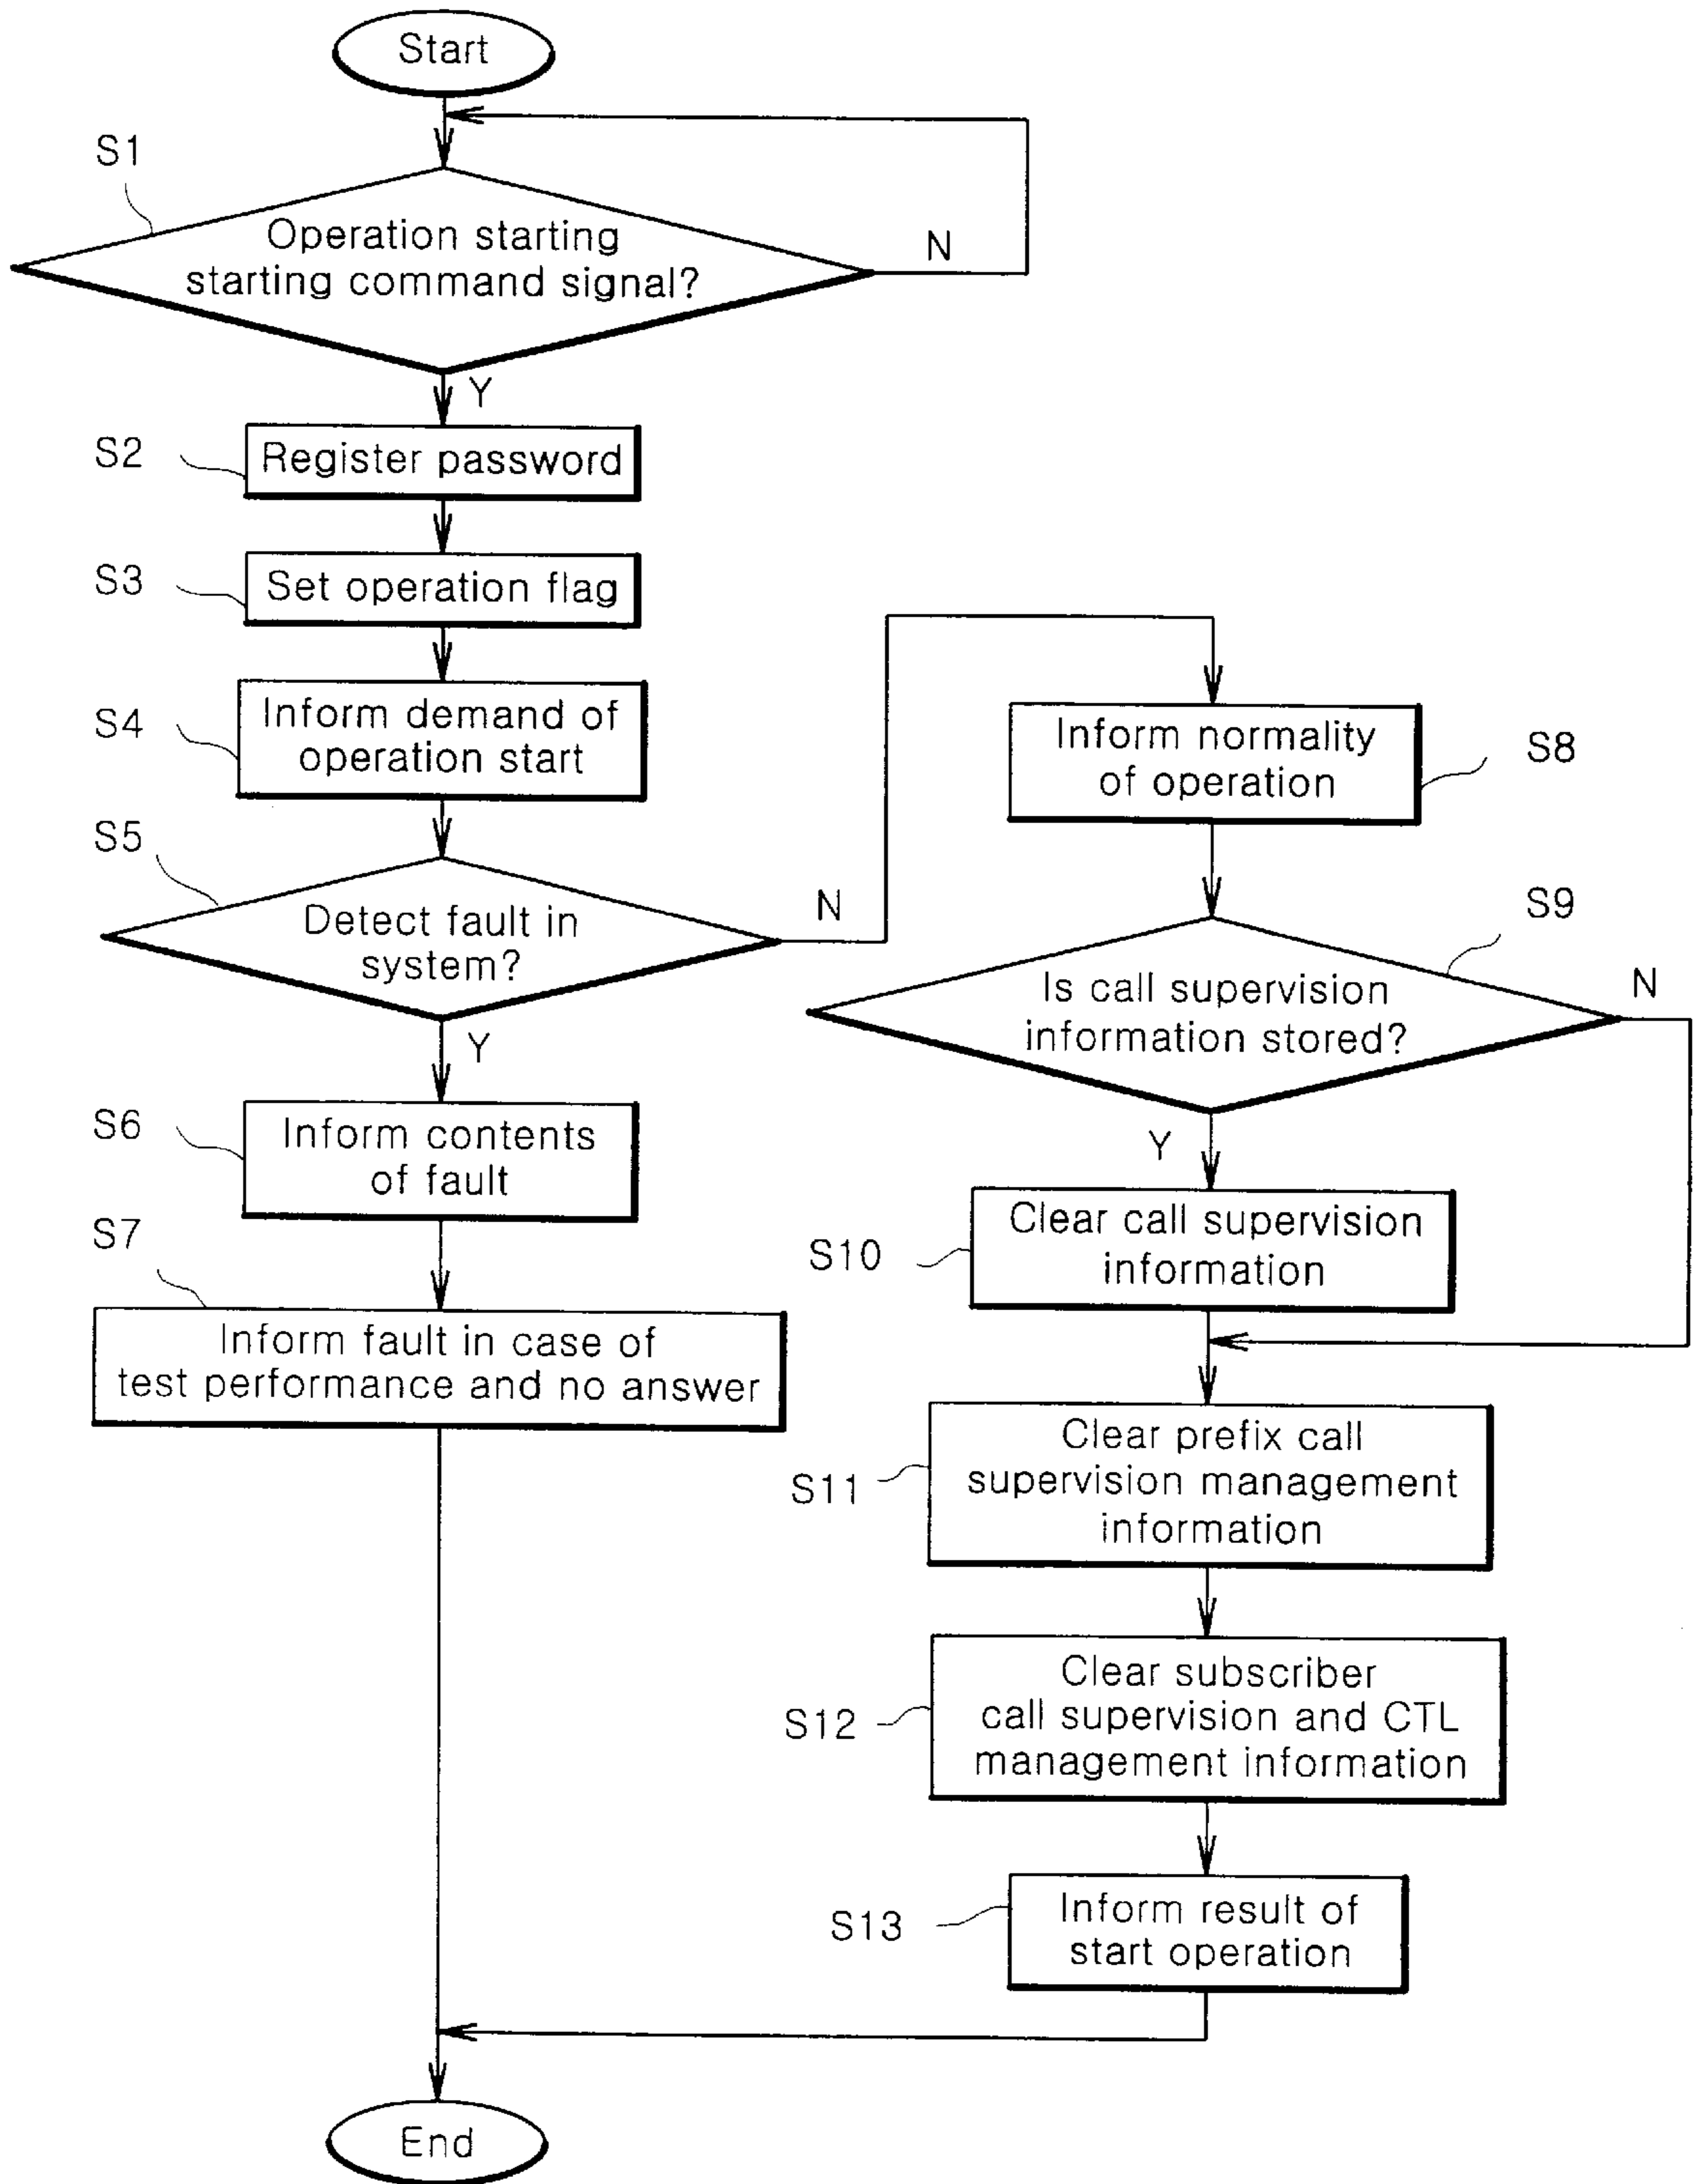 Start
S1
Operation starting
starting command signal?
N
Y
S2
Register password
S3
Set operation flag
S4
Inform demand of
operation start
S5
Detect fault in
system?
N
Y
S6
Inform contents
of fault
S7
Inform fault in case of
test performance and no answer
Inform normality
of operation
S8
S9
Is call supervision
information stored?
N
Y
S10
Clear call supervision
information
S11
Clear prefix call
supervision management
information
S12
Clear subscriber
call supervision and CTL
management information
S13
Inform result of
start operation
End